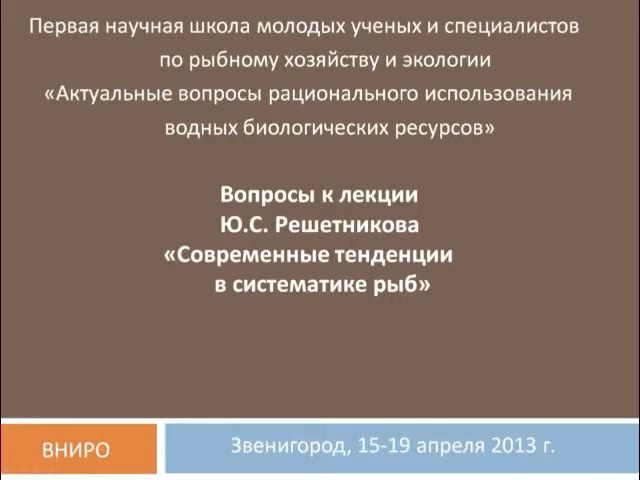 Первая научная школа молодых ученых и специалистов
по рыбному хозяйству и экологии
«Актуальные вопросы рационального использования
водных биологических ресурсов»
Вопросы к лекции
Ю.С. Решетникова
«Современные тенденции
в систематике рыб»
ВНИРО
Звенигород, 15-19 апреля 2013 г.